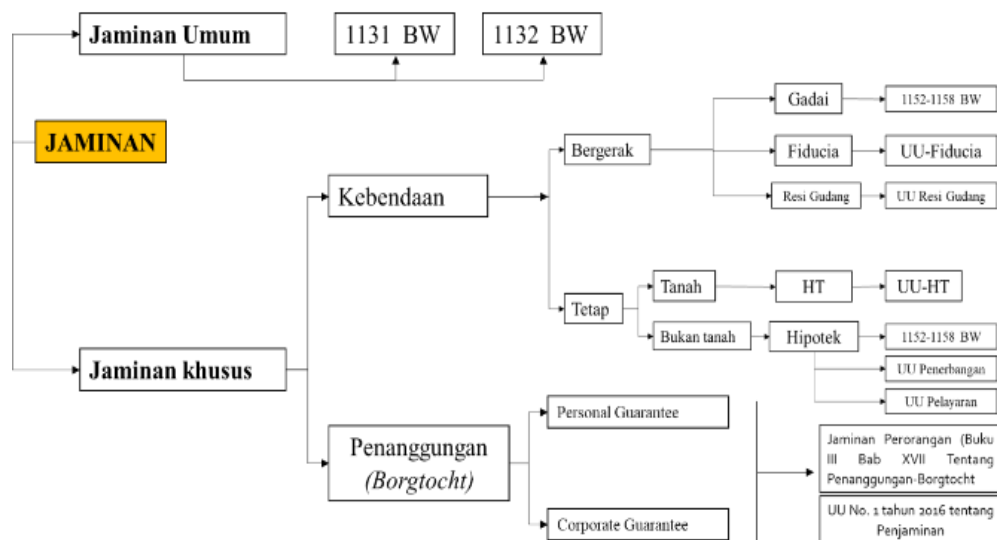 Jaminan Umum
1131 BW
1132 BW
JAMINAN
Gadai
1152-1158 BW
Bergerak
Fiducia
UU-Fiducia
Kebendaan
Resi Gudang
UU Resi Gudang
Tanah
HT
UU-HT
Tetap
Bukan tanah
Hipotek
1152-1158 BW
UU Penerbangan
Jaminan khusus
UU Pelayaran
Personal Guarantee
Penanggungan
(Borgtocht)
Jaminan Perorangan (Buku
III Bab XVII Tentang
Penanggungan-Borgtocht
Corporate Guarantee
UU No. 1 tahun 2016 tentang
Penjaminan